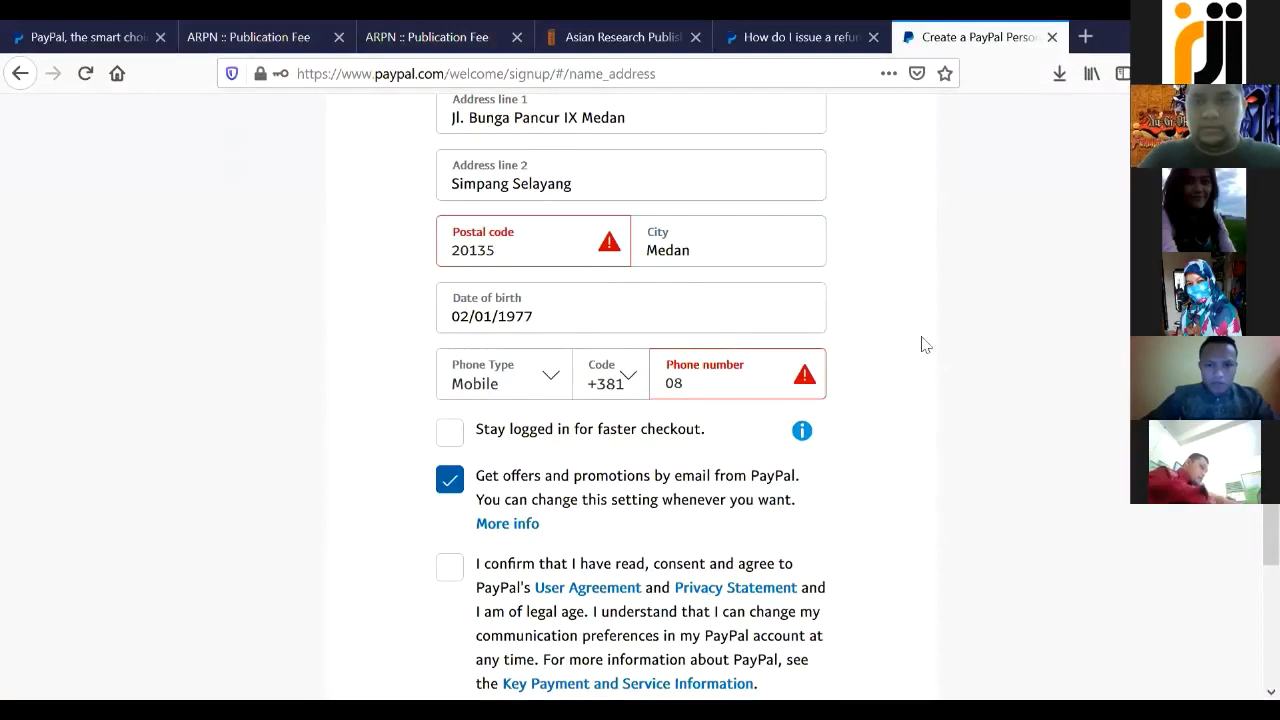 PayPal, the smart choi
ARPN :: Publication Fee
ARPN :: Publication Fee
Asian Research Publish
How do I issue a refun
Create a PayPal Person
https://www.paypal.com/welcome/signup/#/name_address
Address line 1
Jl. Bunga Pancur IX Medan
Address line 2
Simpang Selayang
Postal code
20135
City
Medan
Date of birth
02/01/1977
Phone Type
Mobile
Code
+381
Phone number
08
Stay logged in for faster checkout.
Get offers and promotions by email from PayPal.
You can change this setting whenever you want.
More info
I confirm that I have read, consent and agree to
PayPal's User Agreement and Privacy Statement and
I am of legal age. I understand that I can change my
communication preferences in my PayPal account at
any time. For more information about PayPal, see
the Key Payment and Service Information.
rji